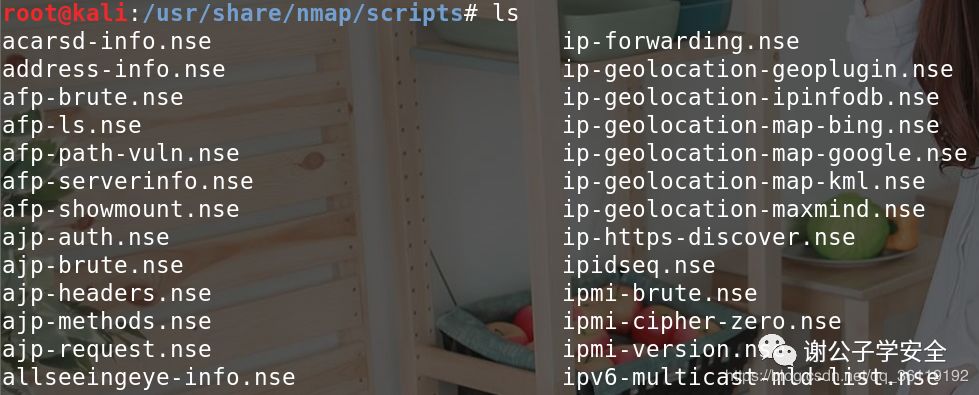 root@kali:/usr/share/nmap/scripts# ls
acarsd-info.nse ip-forwarding.nse
address-info.nse ip-geolocation-geoplugin.nse
afp-brute.nse ip-geolocation-ipinfodb.nse
afp-ls.nse ip-geolocation-map-bing.nse
afp-path-vuln.nse ip-geolocation-map-google.nse
afp-serverinfo.nse ip-geolocation-map-kml.nse
afp-showmount.nse ip-geolocation-maxmind.nse
ajp-auth.nse ip-https-discover.nse
ajp-brute.nse ipidseq.nse
ajp-headers.nse ipmi-brute.nse
ajp-methods.nse ipmi-cipher-zero.nse
ajp-request.nse ipmi-version.nse
谢公子学安全
allseeingeye-info.nse ipv6-multicast-mld-list.nse
https://blog.csdn.net/qq_36119192